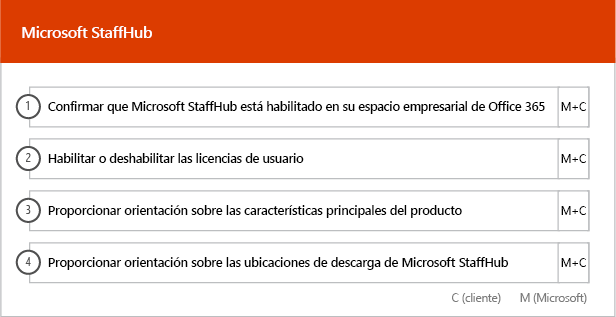 Microsoft StaffHub
1 Confirmar que Microsoft StaffHub está habilitado en su espacio empresarial de Office 365 M+C
2 Habilitar o deshabilitar las licencias de usuario M+C
3 Proporcionar orientación sobre las características principales del producto M+C
4 Proporcionar orientación sobre las ubicaciones de descarga de Microsoft StaffHub M+C
C (cliente) M (Microsoft)